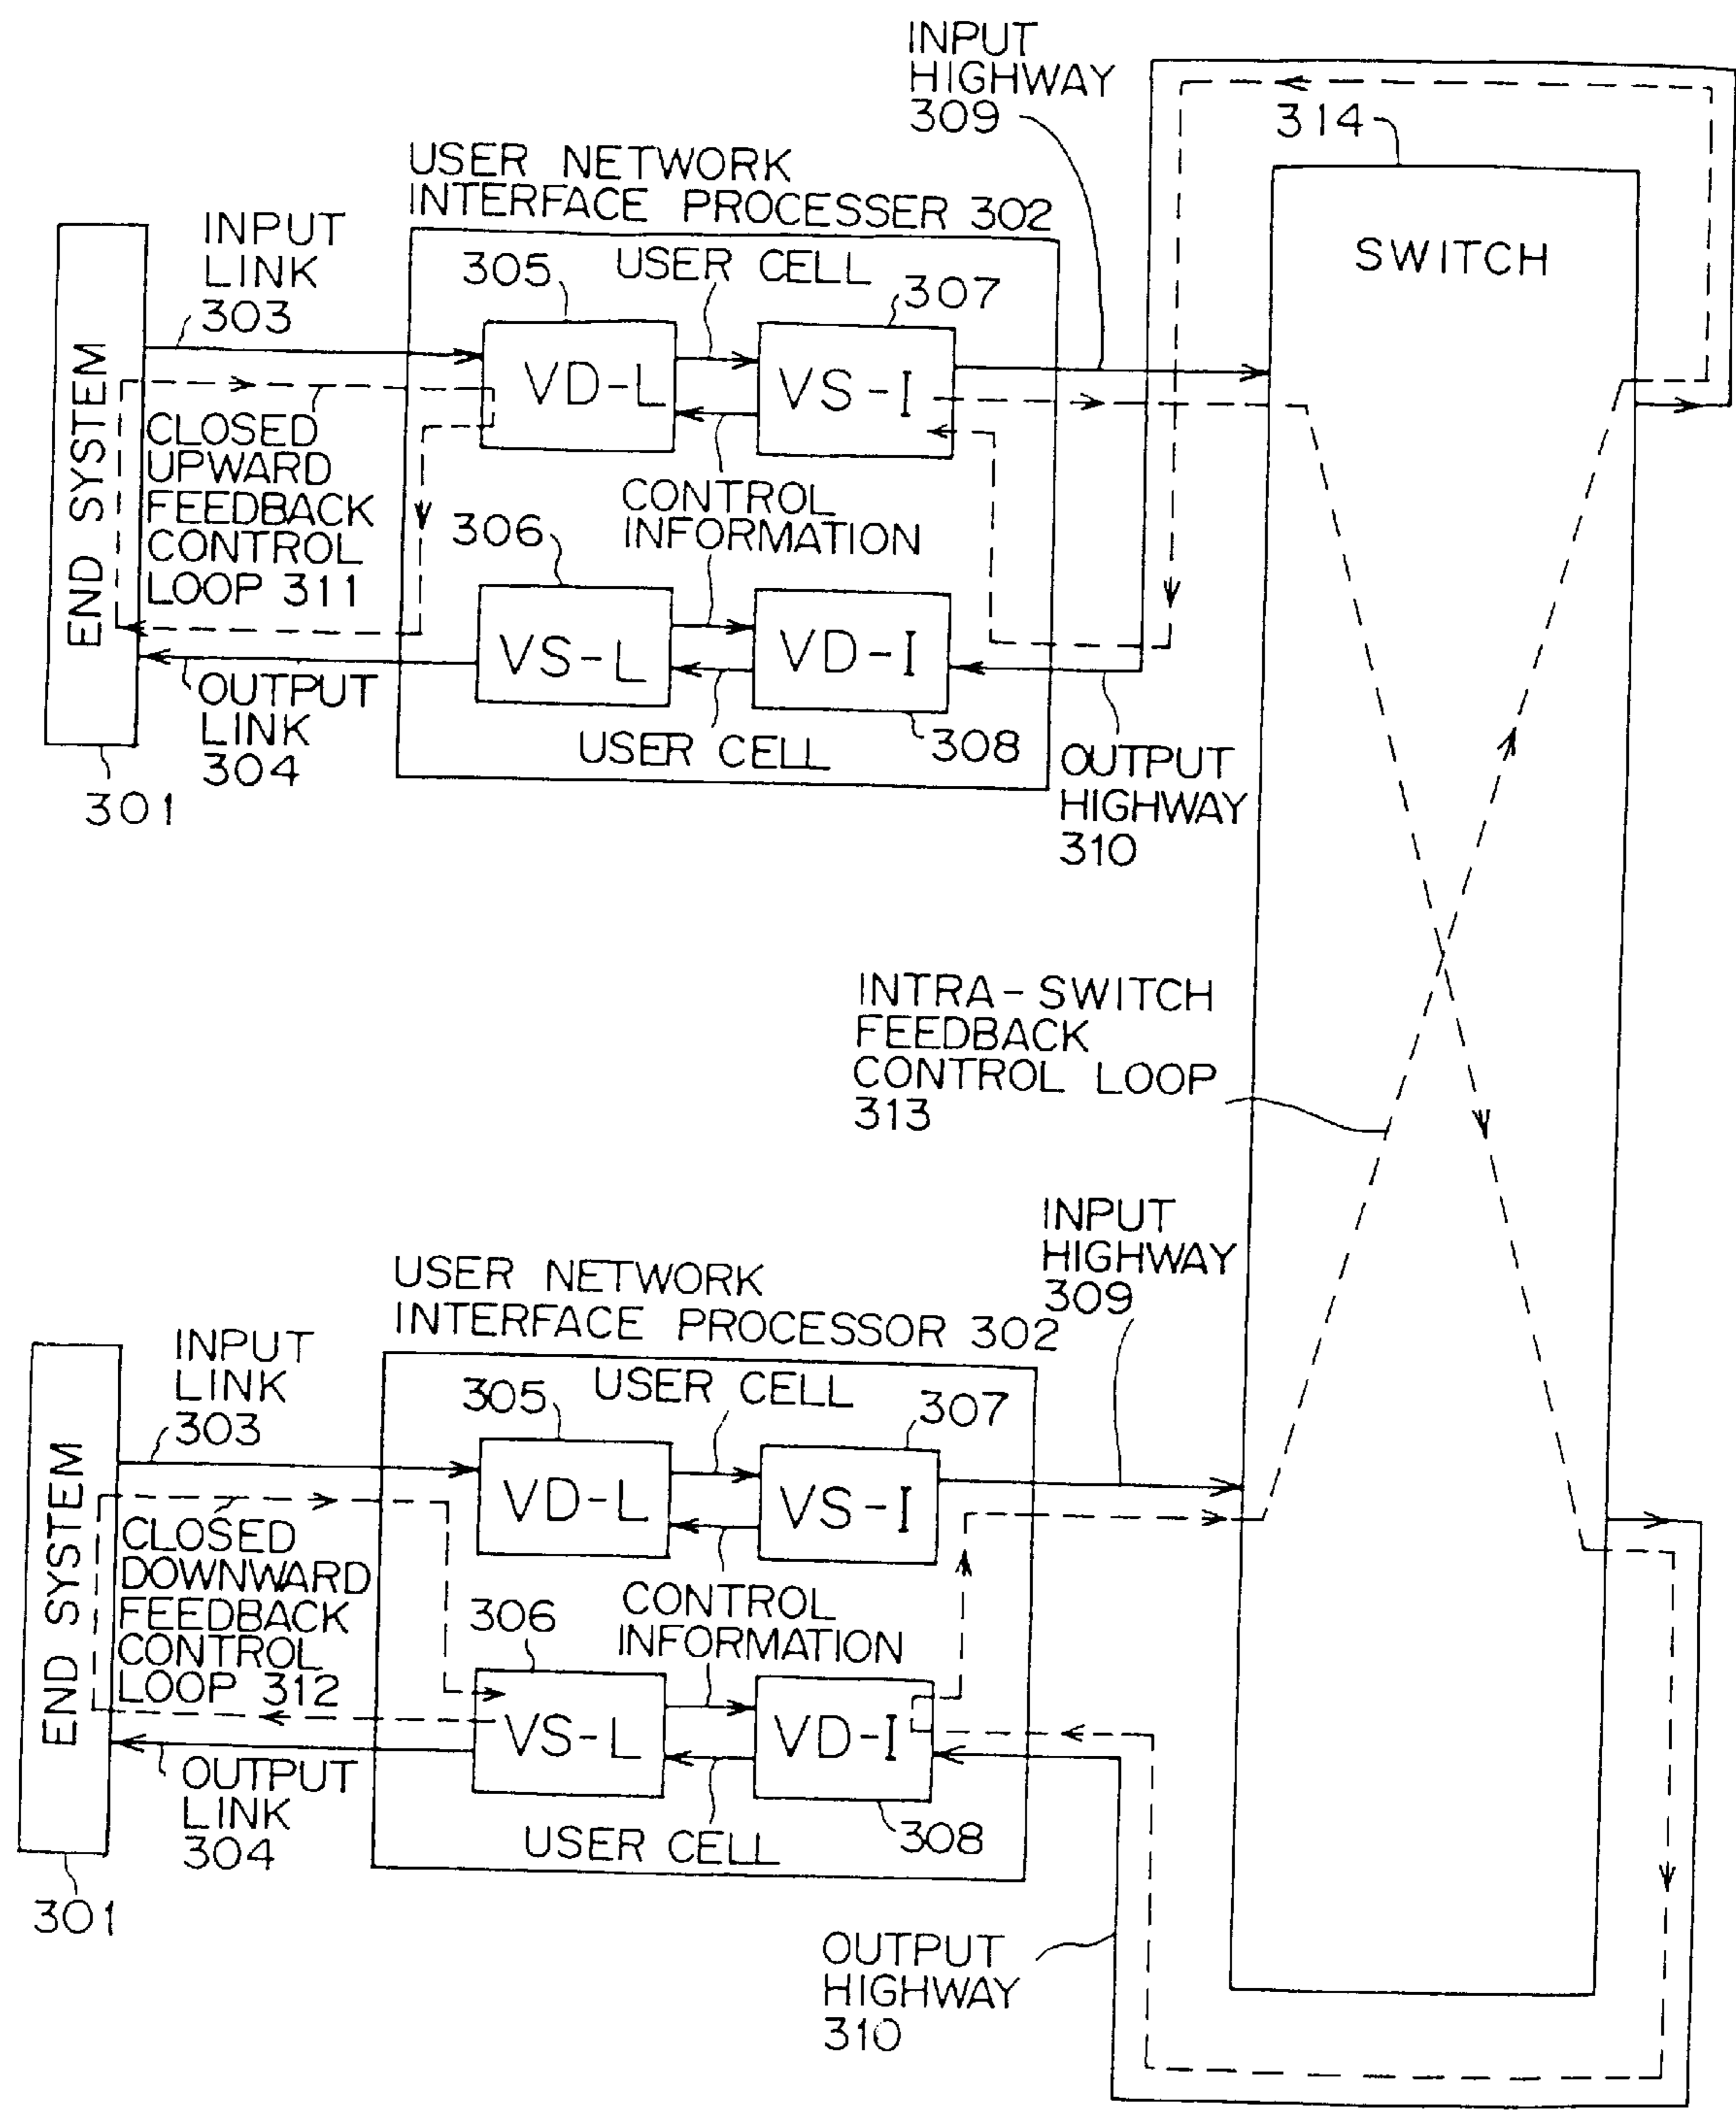 INPUT
HIGHWAY
309
314
USER NETWORK
INTERFACE PROCESSER 302
SWITCH
INPUT
LINK
303
305
USER CELL
307
END SYSTEM
VD-L
VS-I
CLOSED
UPWARD
FEEDBACK
CONTROL
LOOP 311
CONTROL
INFORMATION
306
VS-L
VD-I
OUTPUT
LINK
304
USER CELL
308
301
OUTPUT
HIGHWAY
310
INTRA-SWITCH
FEEDBACK
CONTROL LOOP
313
INPUT
HIGHWAY
309
USER NETWORK
INTERFACE PROCESSOR 302
INPUT
LINK
303
305
USER CELL
307
END SYSTEM
VD-L
VS-I
CLOSED
DOWNWARD
FEEDBACK
CONTROL
LOOP 312
CONTROL
INFORMATION
306
VS-L
VD-I
OUTPUT
LINK
304
USER CELL
308
301
OUTPUT
HIGHWAY
310